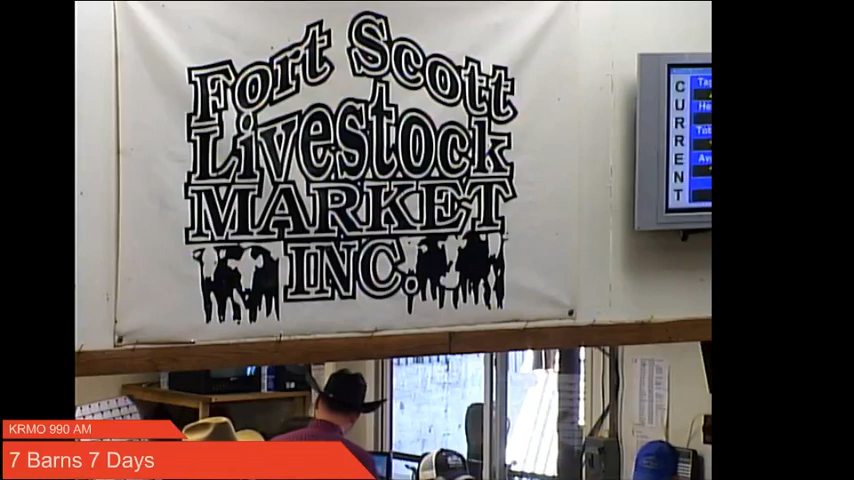 Fort Scott
Livestock
MARKET
INC.
CURRENT
KRMO 990 AM
7 Barns 7 Days